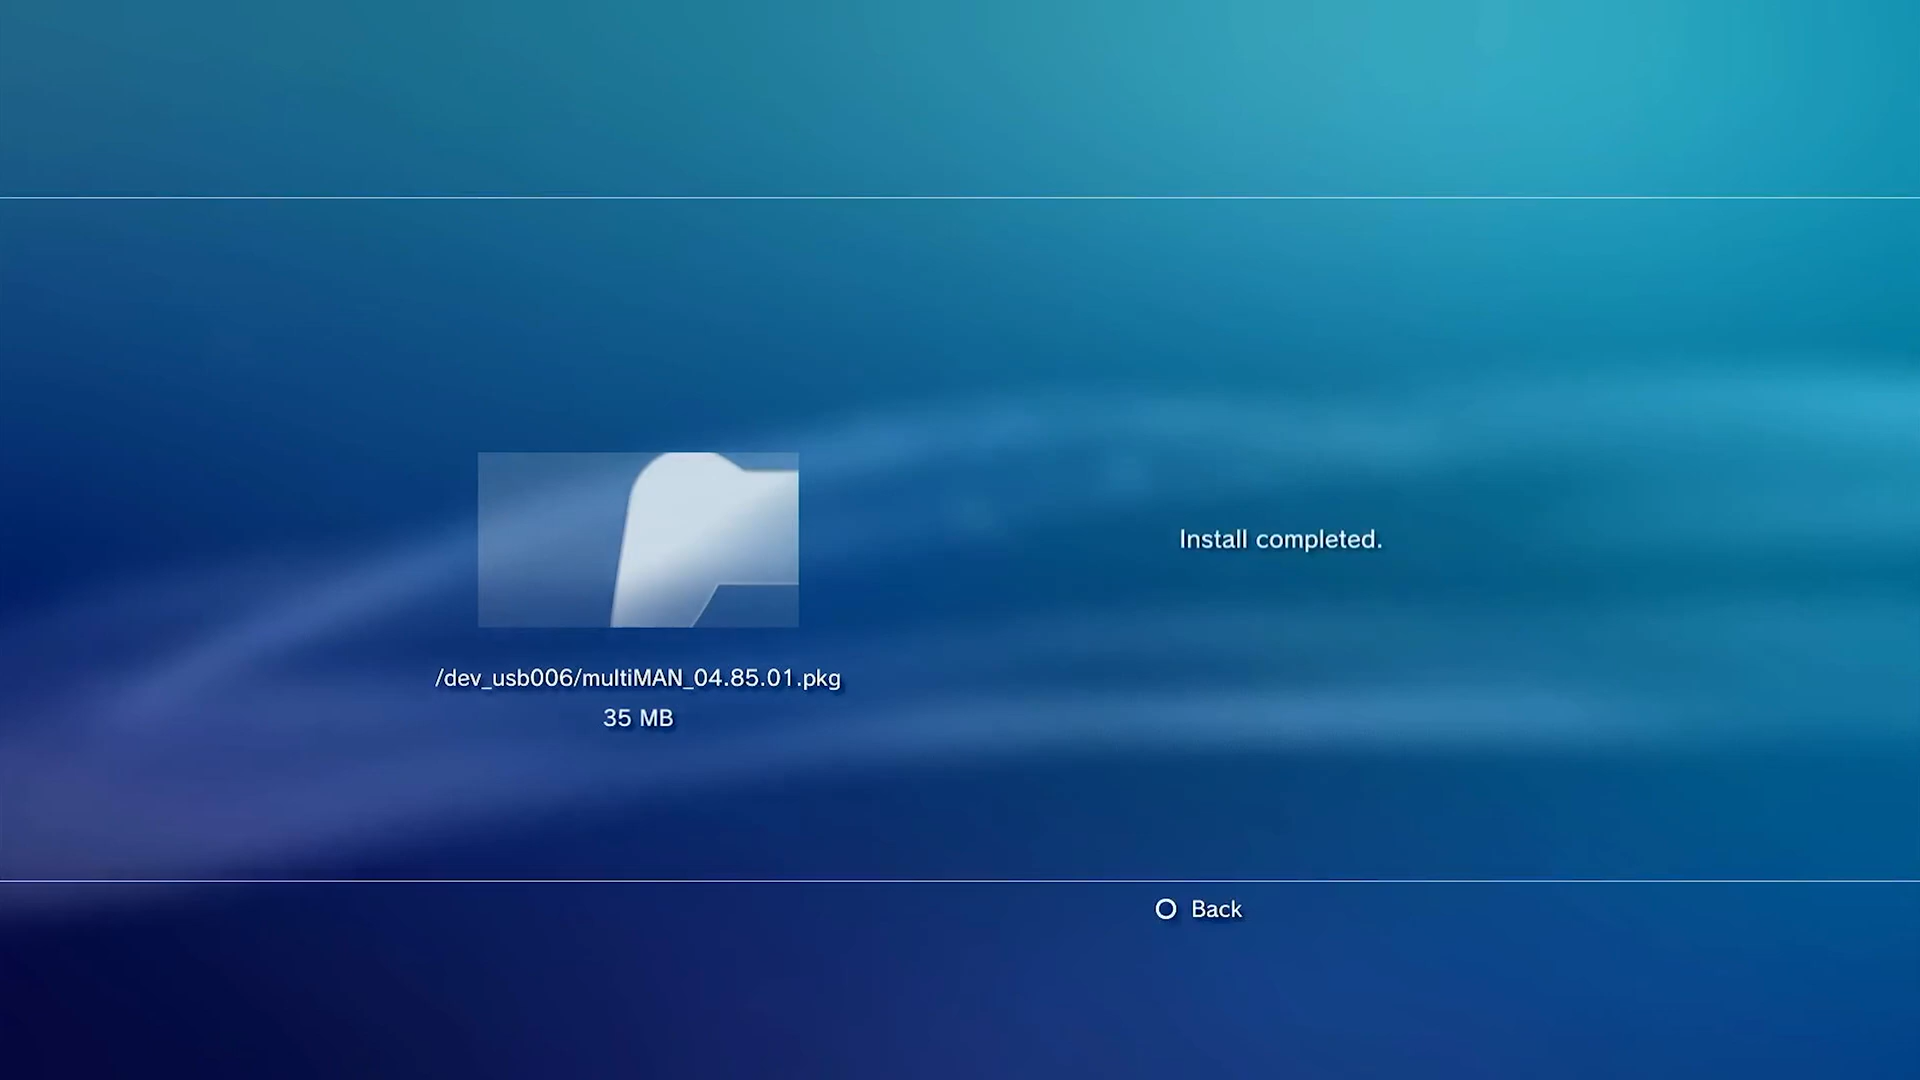 Install completed.
/dev_usb006/multiMAN_04.85.01.pkg
35 MB
Back